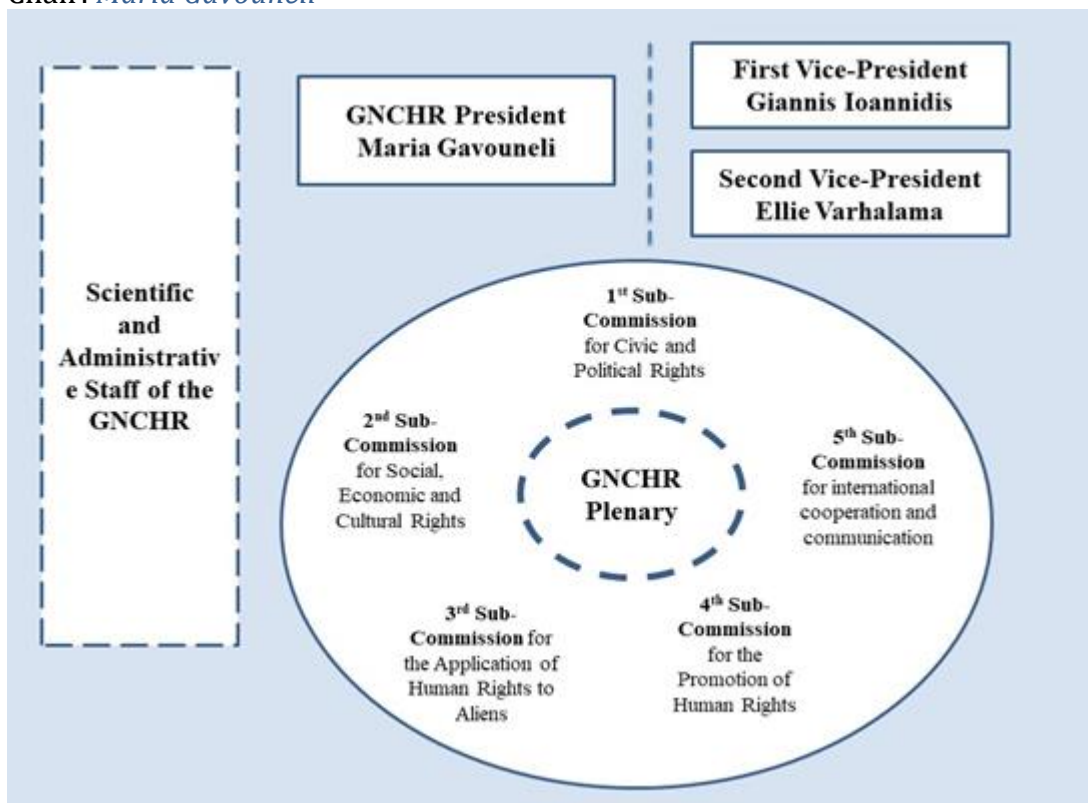 Chair: Maria Gavouneli
GNCHR President
Maria Gavouneli
First Vice-President
Giannis Ioannidis
Second Vice-President
Ellie Varhalama
Scientific
and
Administrativ
e Staff of the
GNCHR
1st Sub-
Commission
for Civic and
Political Rights
2nd Sub-
Commission
for Social,
Economic and
Cultural Rights
GNCHR
Plenary
5th Sub-
Commission
for international
cooperation and
communication
3rd Sub-
Commission for
the Application of
Human Rights to
Aliens
4th Sub-
Commission
for the
Promotion of
Human Rights